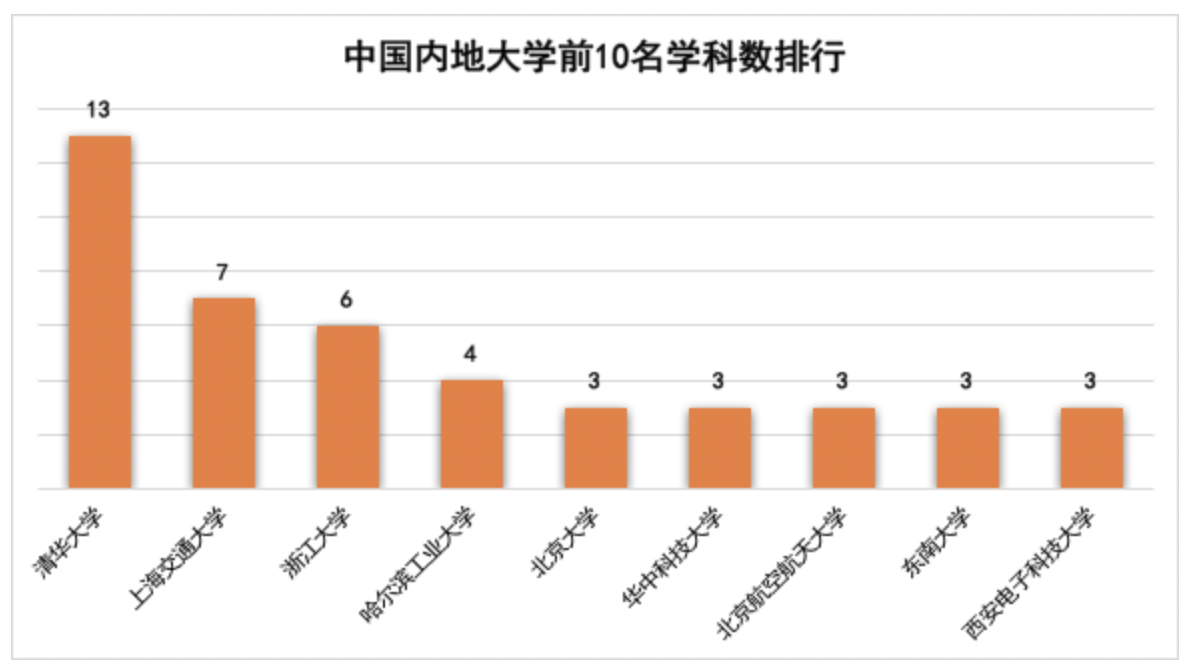 中国内地大学前10名学科数排行
13
7
6
4
3
3
3
3
3
清华大学
上海交通大学
浙江大学
哈尔滨工业大学
北京大学
华中科技大学
北京航空航天大学
东南大学
西安电子科技大学